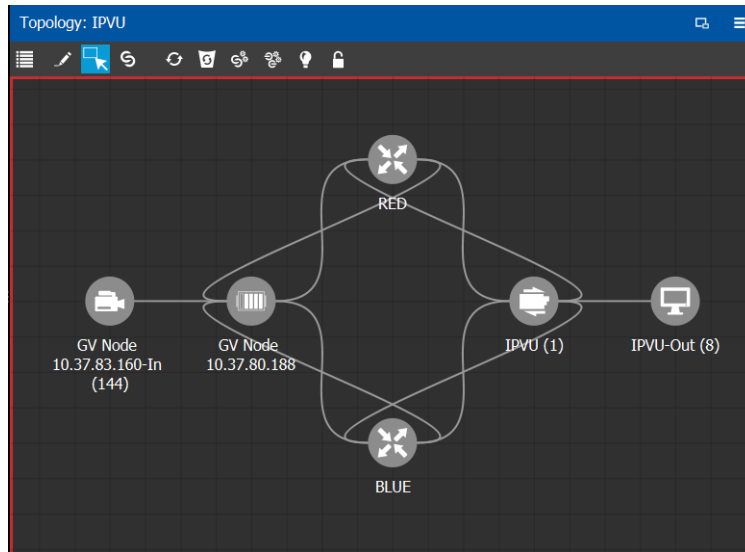 Topology: IPVU
RED
GV Node
10.37.83.160-In
(144)
GV Node
10.37.80.188
IPVU (1)
IPVU-Out (8)
BLUE